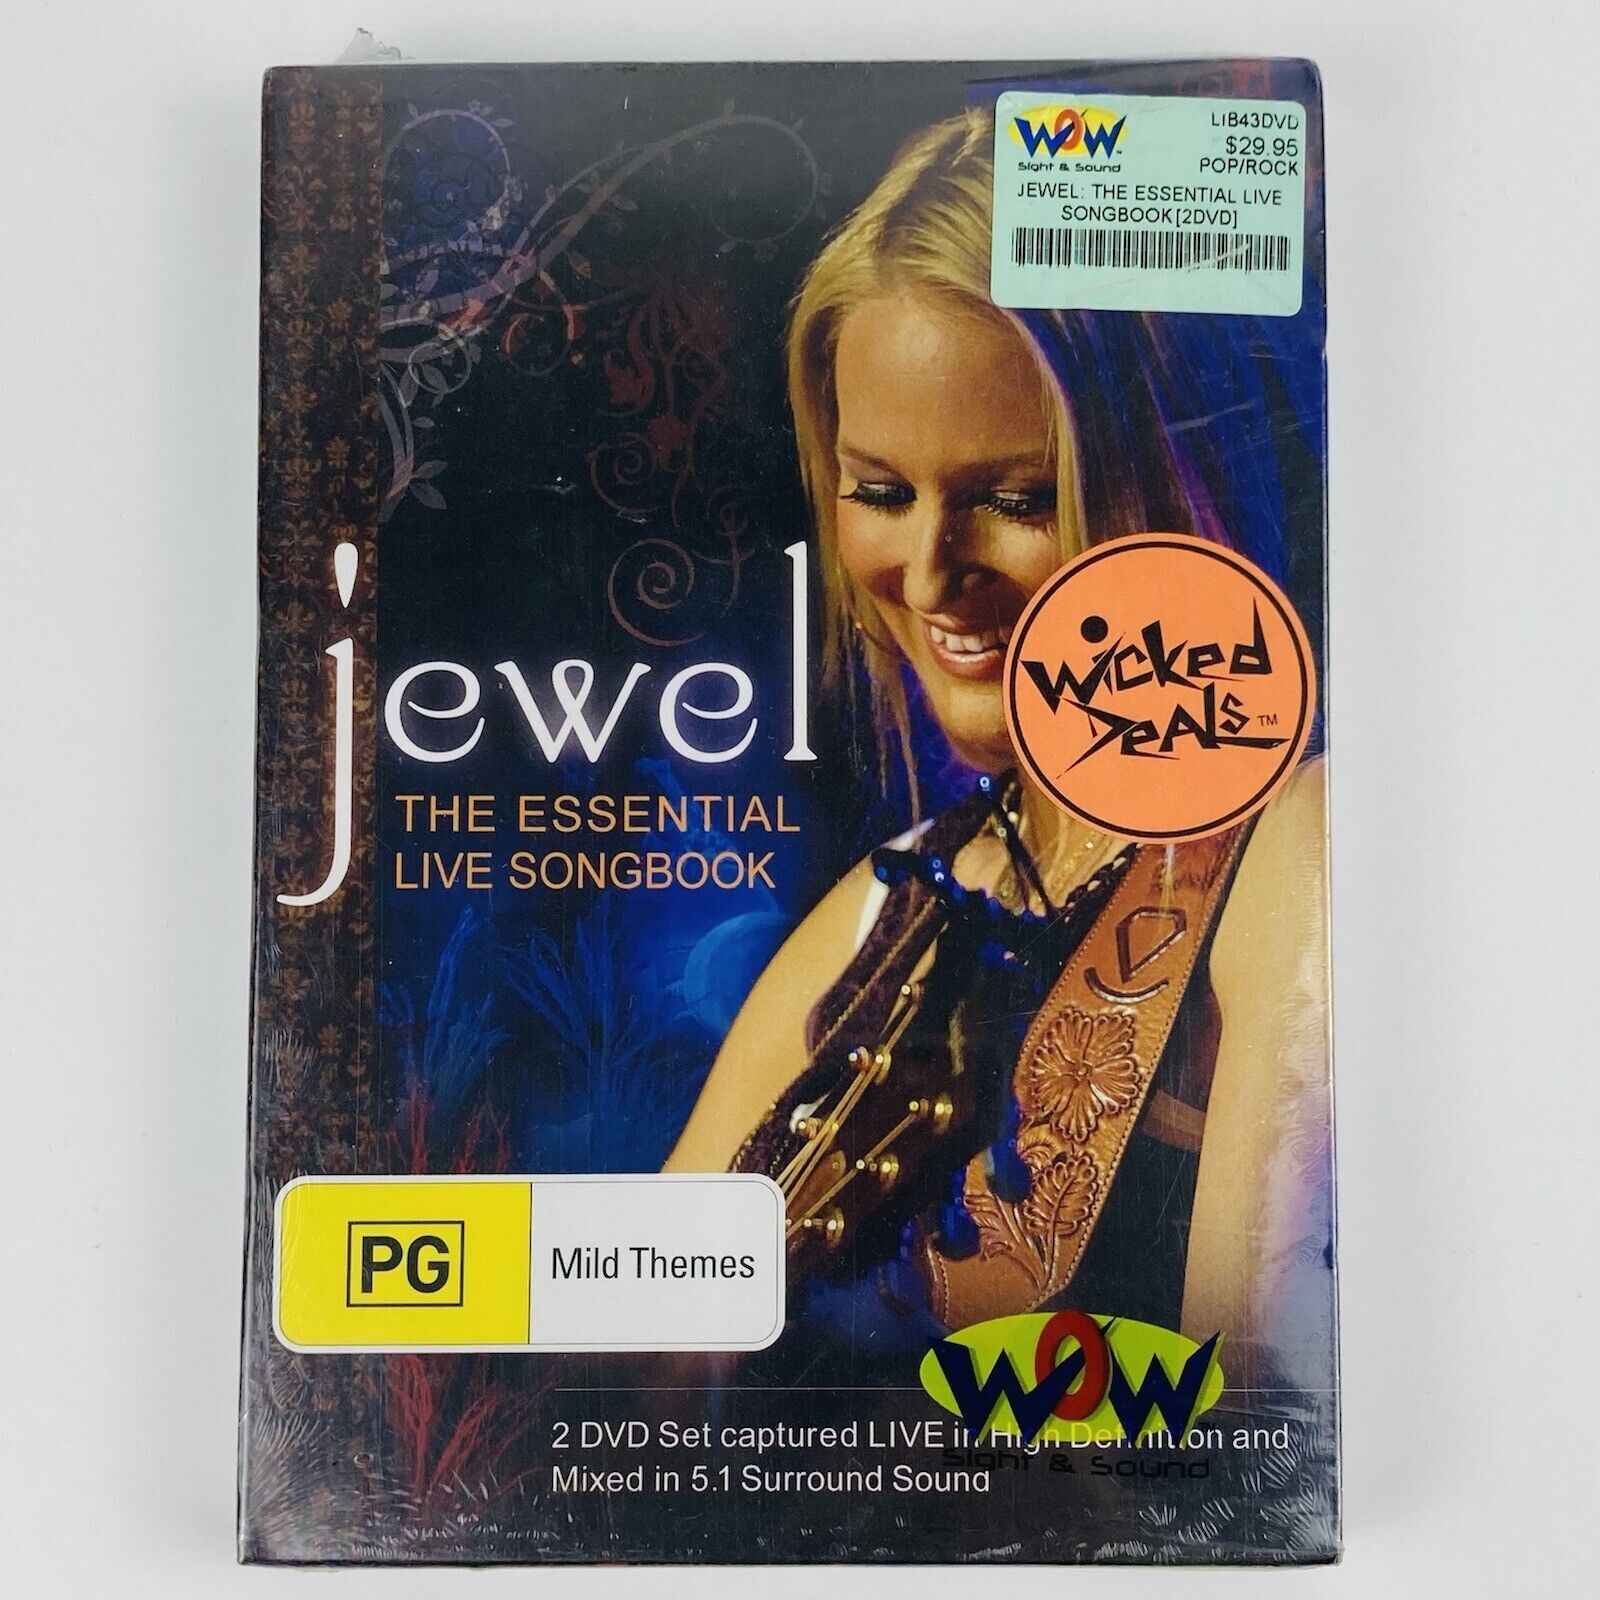 WOW™
Sight & Sound
LIB43DVD
$29.95
POP/ROCK
JEWEL: THE ESSENTIAL LIVE
SONGBOOK[2DVD]
Wicked
Deals™
jewel
THE ESSENTIAL
LIVE SONGBOOK
PG
Mild Themes
WOW
Sight & Sound
2 DVD Set captured LIVE in High Definition and
Mixed in 5.1 Surround Sound